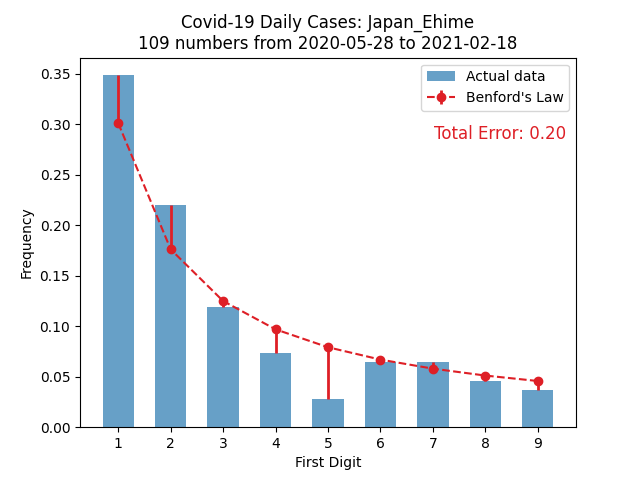 Covid-19 Daily Cases: Japan_Ehime
109 numbers from 2020-05-28 to 2021-02-18
Actual data
Benford's Law
Total Error: 0.20
Frequency
0.35
0.30
0.25
0.20
0.15
0.10
0.05
0.00
1 2 3 4 5 6 7 8 9
First Digit